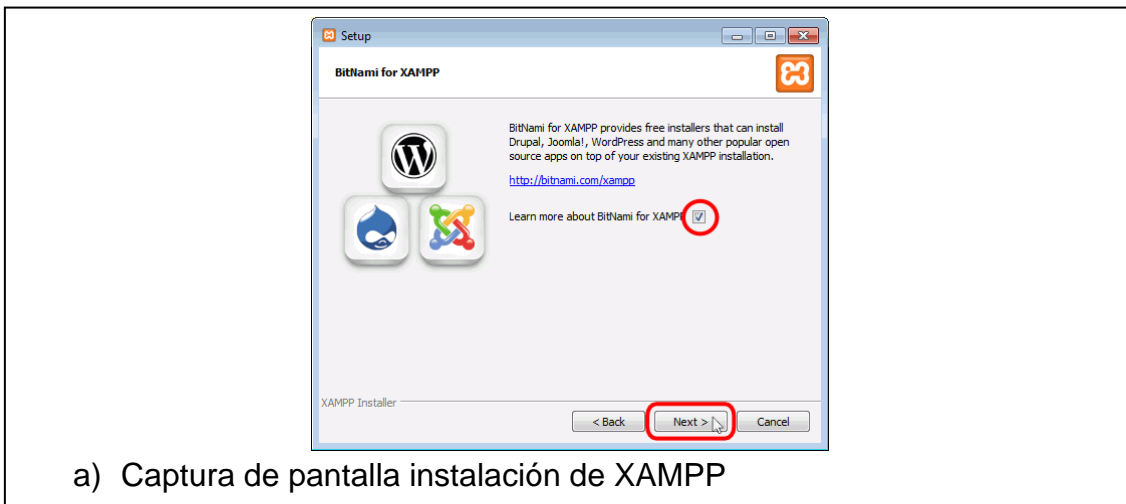 Setup
BitNami for XAMPP
BitNami for XAMPP provides free installers that can install
Drupal, Joomla!, WordPress and many other popular open
source apps on top of your existing XAMPP installation.
http://bitnami.com/xampp
Learn more about BitNami for XAMPP
XAMPP Installer
< Back Next > Cancel
a) Captura de pantalla instalación de XAMPP